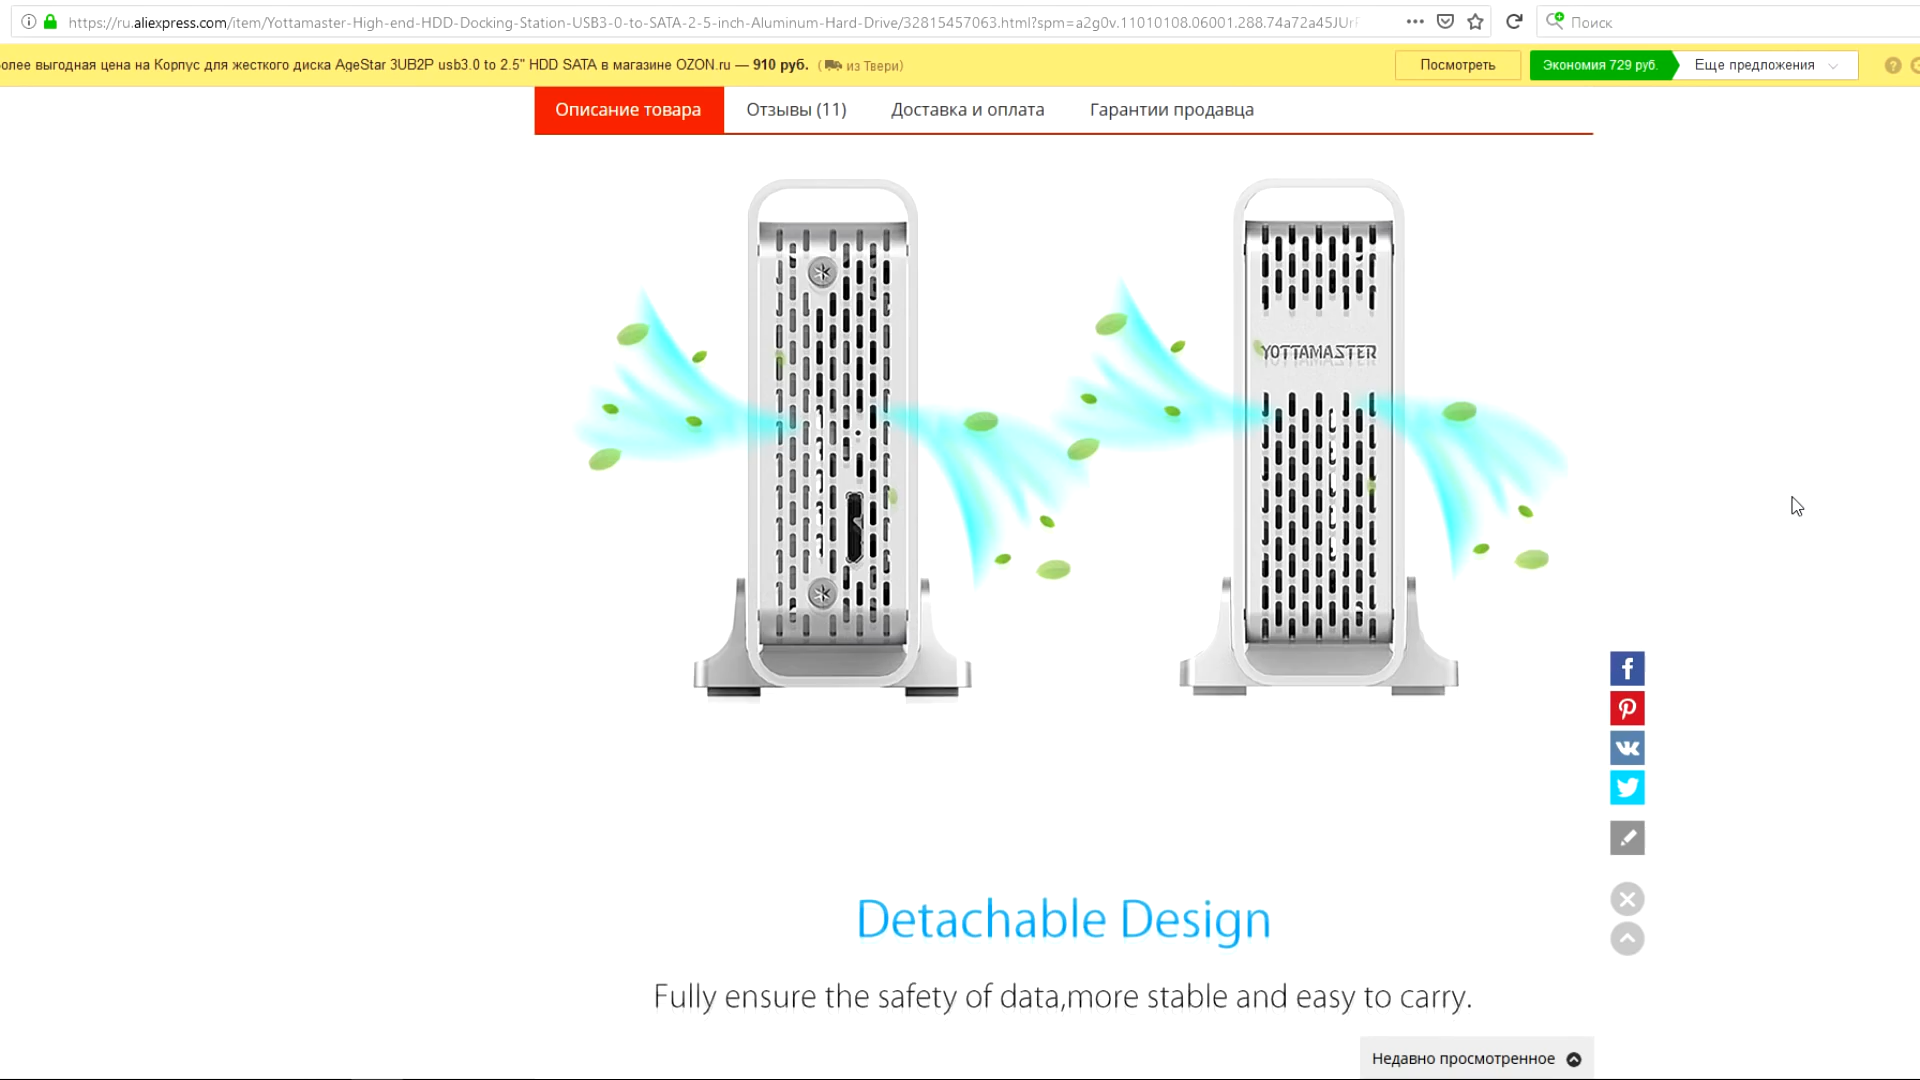 https://ru.aliexpress.com/item/Yottamaster-High-end-HDD-Docking-Station-USB3-0-to-SATA-2-5-inch-Aluminum-Hard-Drive/32815457063.html?spm=a2g0v.11010108.06001.288.74a72a45JUr
Поиск
олее выгодная цена на Корпус для жесткого диска AgeStar 3UB2P usb3.0 to 2.5" HDD SATA в магазине OZON.ru — 910 руб. ( из Твери)
Посмотреть
Экономия 729 руб.
Еще предложения
Описание товара
Отзывы (11)
Доставка и оплата
Гарантии продавца
YOTTAMASTER
Detachable Design
Fully ensure the safety of data,more stable and easy to carry.
Недавно просмотренное